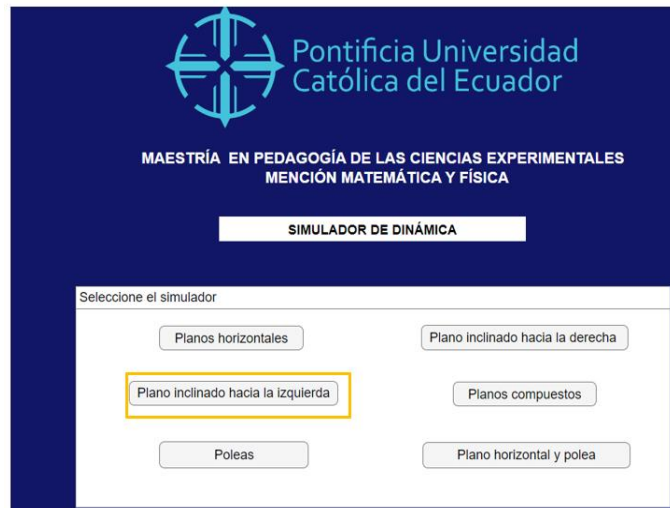 Pontificia Universidad
Católica del Ecuador
MAESTRÍA EN PEDAGOGÍA DE LAS CIENCIAS EXPERIMENTALES
MENCIÓN MATEMÁTICA Y FÍSICA
SIMULADOR DE DINÁMICA
Seleccione el simulador
Planos horizontales
Plano inclinado hacia la derecha
Plano inclinado hacia la izquierda
Planos compuestos
Poleas
Plano horizontal y polea